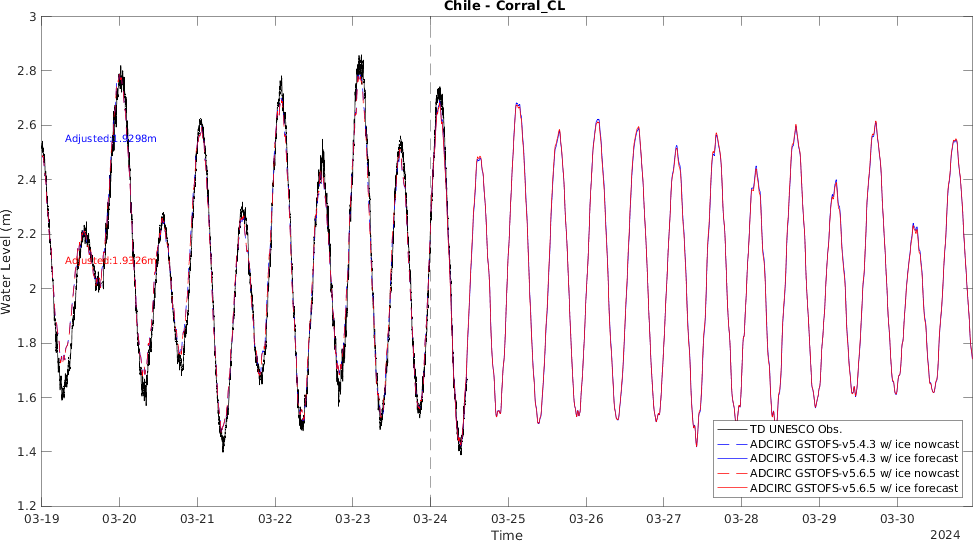 Chile - Corral_CL
3
2.8
2.6
2.4
2.2
2
1.8
1.6
1.4
1.2
Water Level (m)
Adjusted:1.9298m
Adjusted:1.9326m
TD UNESCO Obs.
ADCIRC GSTOFS-v5.4.3 w/ ice nowcast
ADCIRC GSTOFS-v5.4.3 w/ ice forecast
ADCIRC GSTOFS-v5.6.5 w/ ice nowcast
ADCIRC GSTOFS-v5.6.5 w/ ice forecast
03-19 03-20 03-21 03-22 03-23 03-24 03-25 03-26 03-27 03-28 03-29 03-30
Time
2024